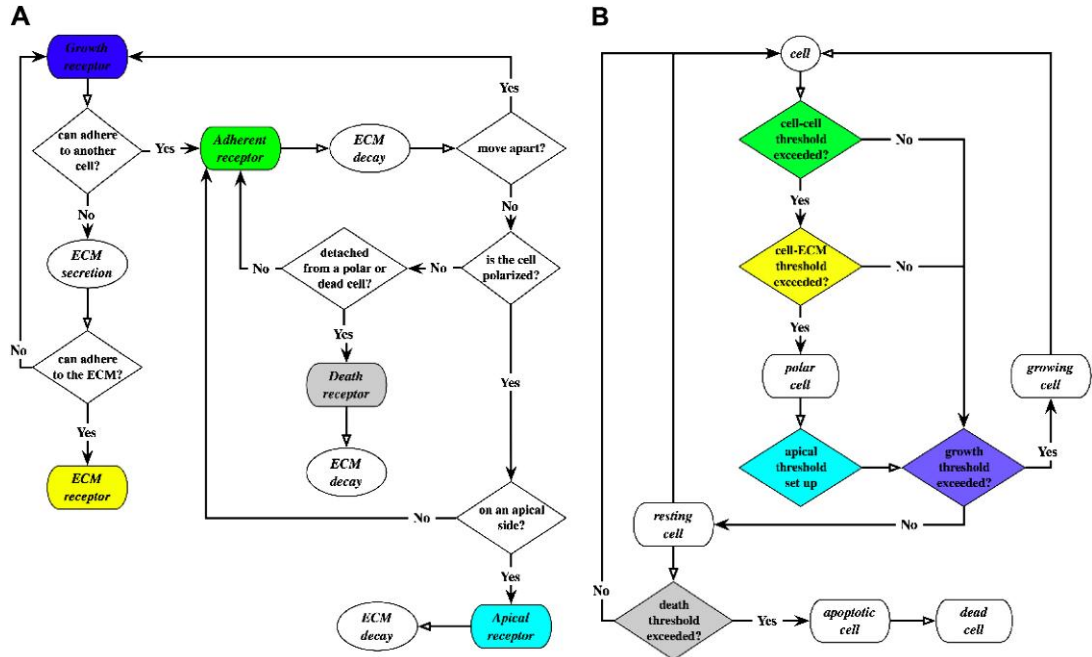 A
Growth
receptor
can adhere
to another
cell?
Yes
No
ECM
secretion
can adhere
to the ECM?
No
Yes
ECM
receptor
Adherent
receptor
ECM
decay
move apart?
Yes
No
is the cell
polarized?
No
detached
from a polar or
dead cell?
No
Yes
Death
receptor
ECM
decay
Yes
on an apical
side?
No
Yes
Apical
receptor
ECM
decay
B
cell
cell-cell
threshold
exceeded?
No
Yes
cell-ECM
threshold
exceeded?
No
Yes
polar
cell
apical
threshold
set up
growth
threshold
exceeded?
Yes
growing
cell
No
resting
cell
death
threshold
exceeded?
No
Yes
apoptotic
cell
dead
cell